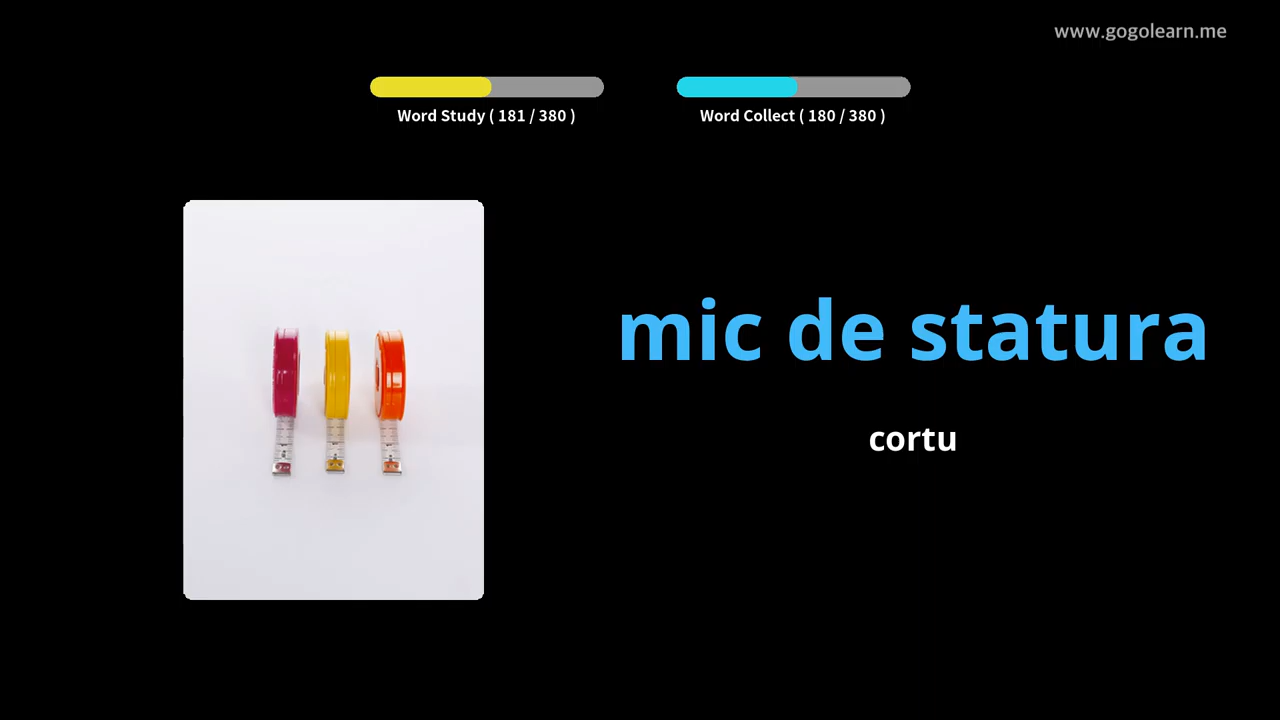 www.gogolearn.me
Word Study ( 181 / 380 )
Word Collect ( 180 / 380 )
mic de statura
cortu